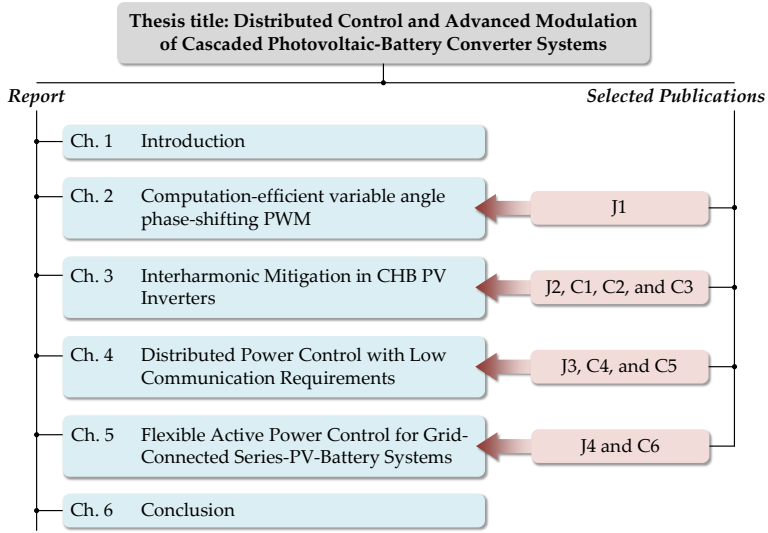 Thesis title: Distributed Control and Advanced Modulation
of Cascaded Photovoltaic-Battery Converter Systems
Report
Selected Publications
Ch. 1 Introduction
Ch. 2 Computation-efficient variable angle
phase-shifting PWM
J1
Ch. 3 Interharmonic Mitigation in CHB PV
Inverters
J2, C1, C2, and C3
Ch. 4 Distributed Power Control with Low
Communication Requirements
J3, C4, and C5
Ch. 5 Flexible Active Power Control for Grid-
Connected Series-PV-Battery Systems
J4 and C6
Ch. 6 Conclusion